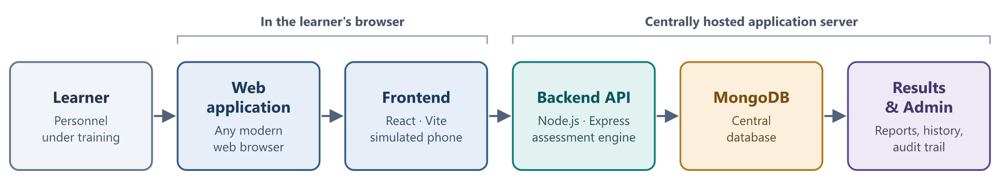 In the learner's browser
Centrally hosted application server
Learner
Personnel
under training
Web
application
Any modern
web browser
Frontend
React · Vite
simulated phone
Backend API
Node.js · Express
assessment engine
MongoDB
Central
database
Results
& Admin
Reports, history,
audit trail